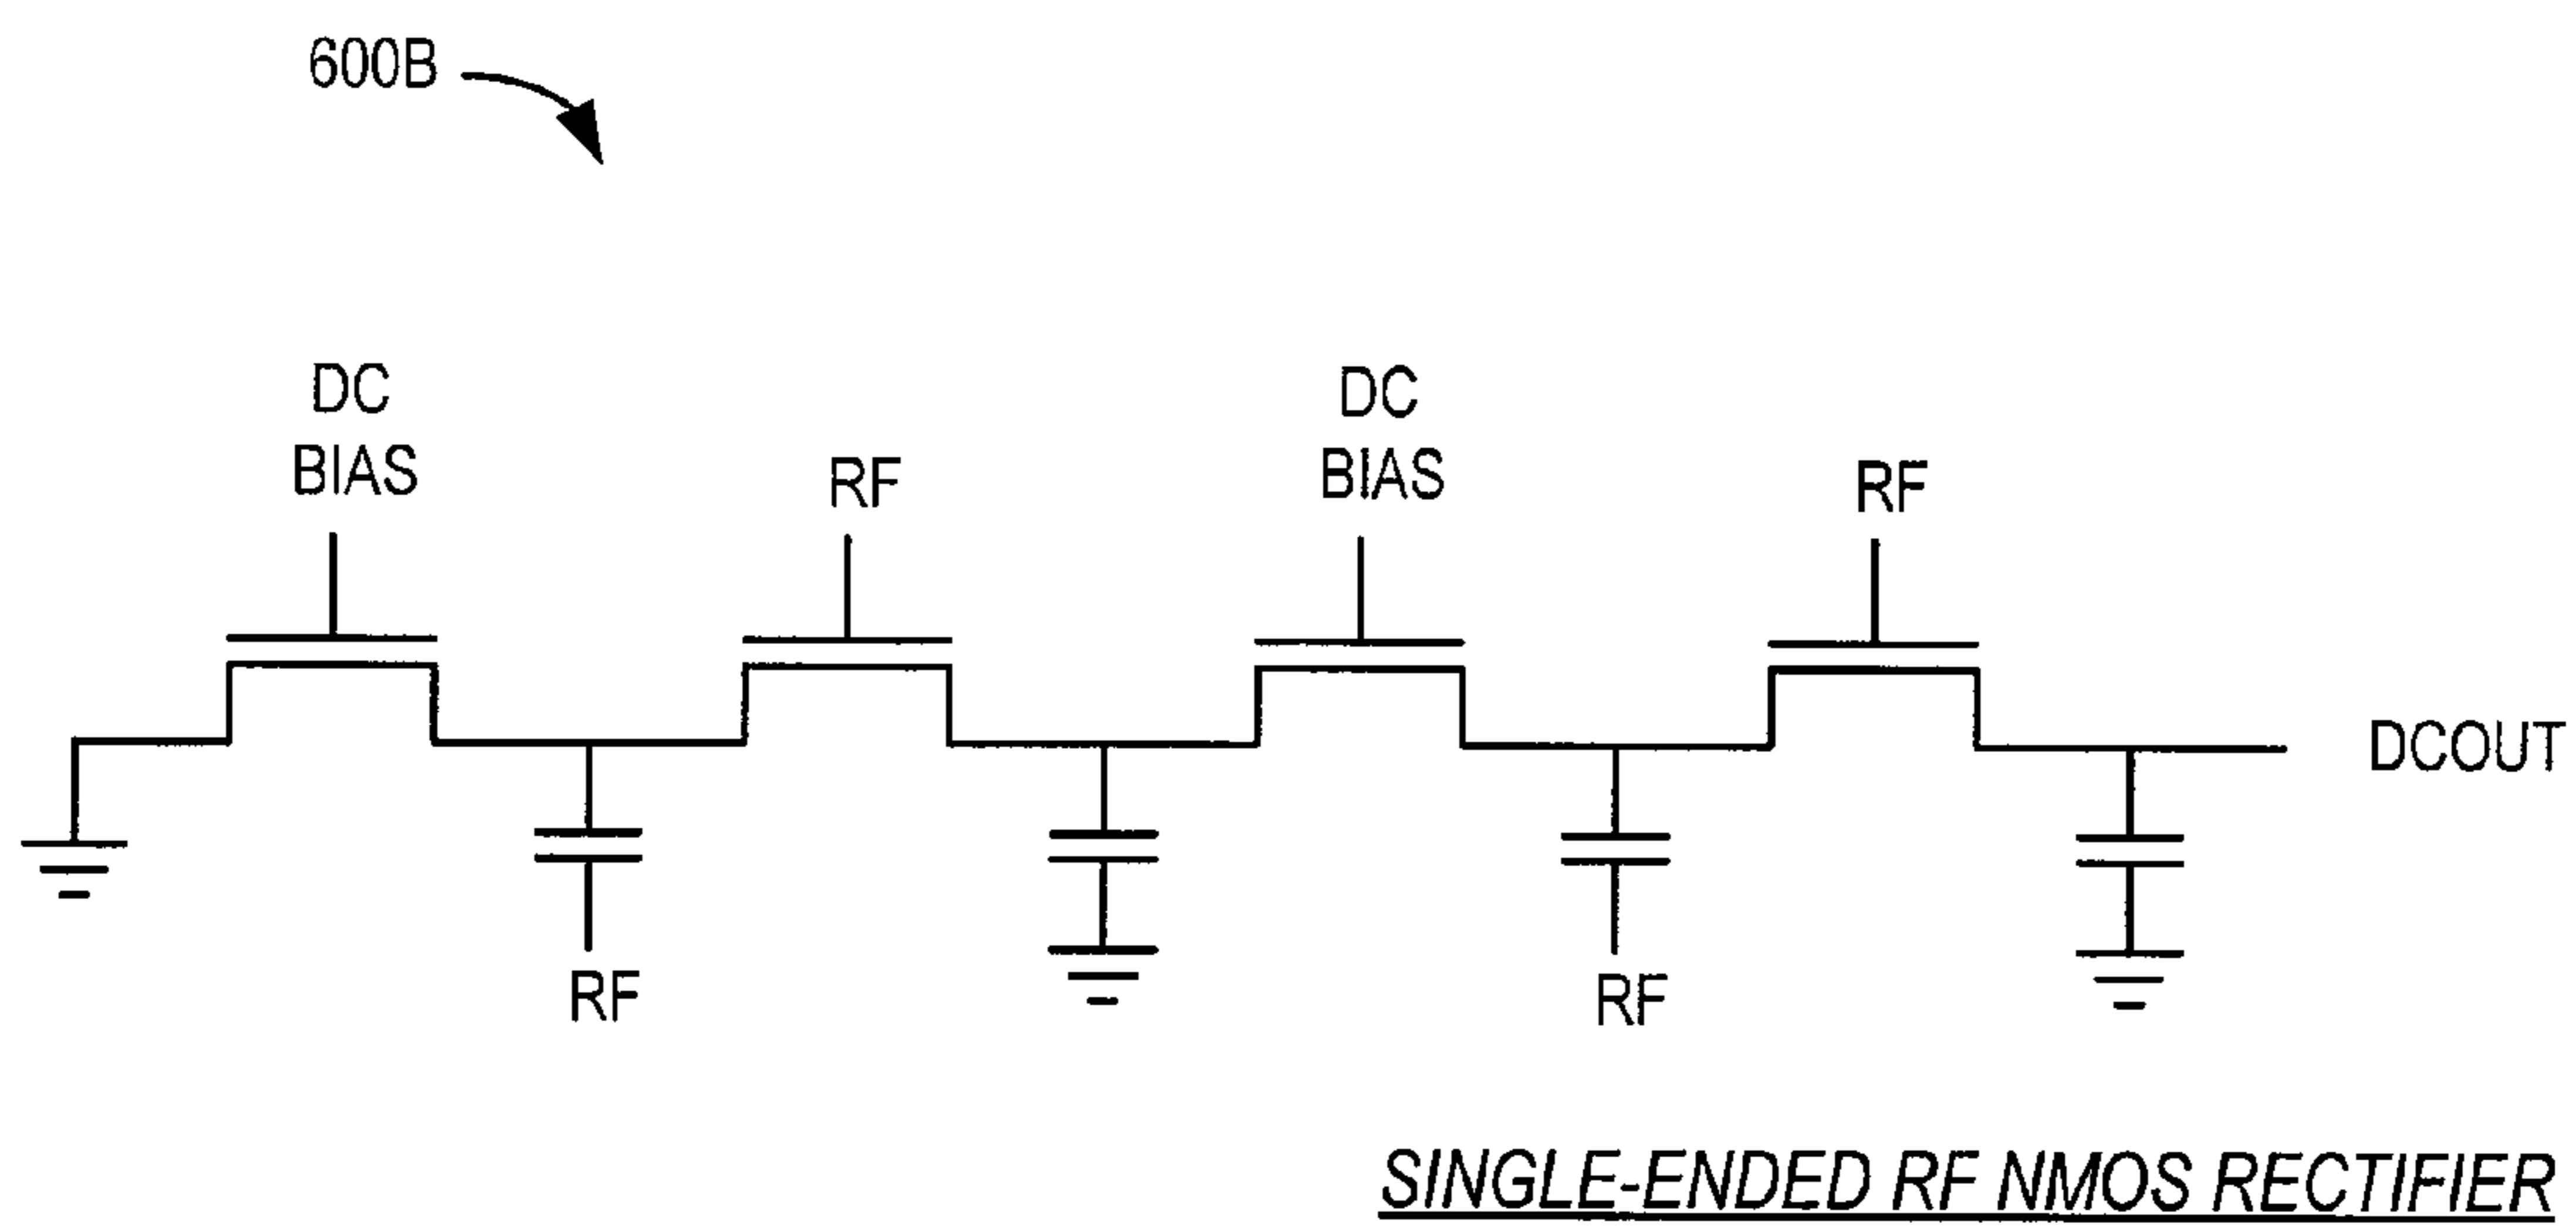 600B
DC
BIAS
RF
DC
BIAS
RF
DCOUT
RF
RF
SINGLE-ENDED RF NMOS RECTIFIER